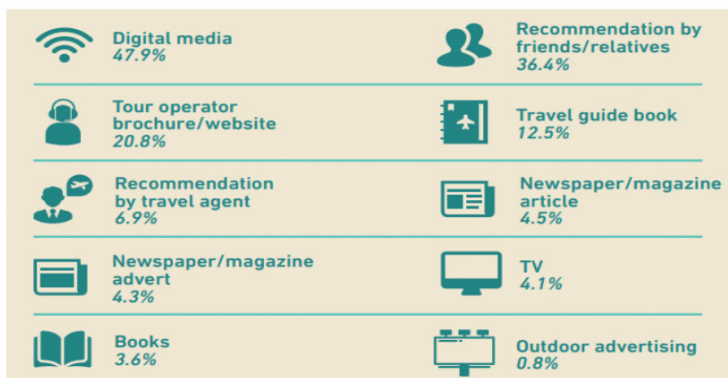 Digital media
47.9%
Recommendation by
friends/relatives
36.4%
Tour operator
brochure/website
20.8%
Travel guide book
12.5%
Recommendation
by travel agent
6.9%
Newspaper/magazine
article
4.5%
Newspaper/magazine
advert
4.3%
TV
4.1%
Books
3.6%
Outdoor advertising
0.8%